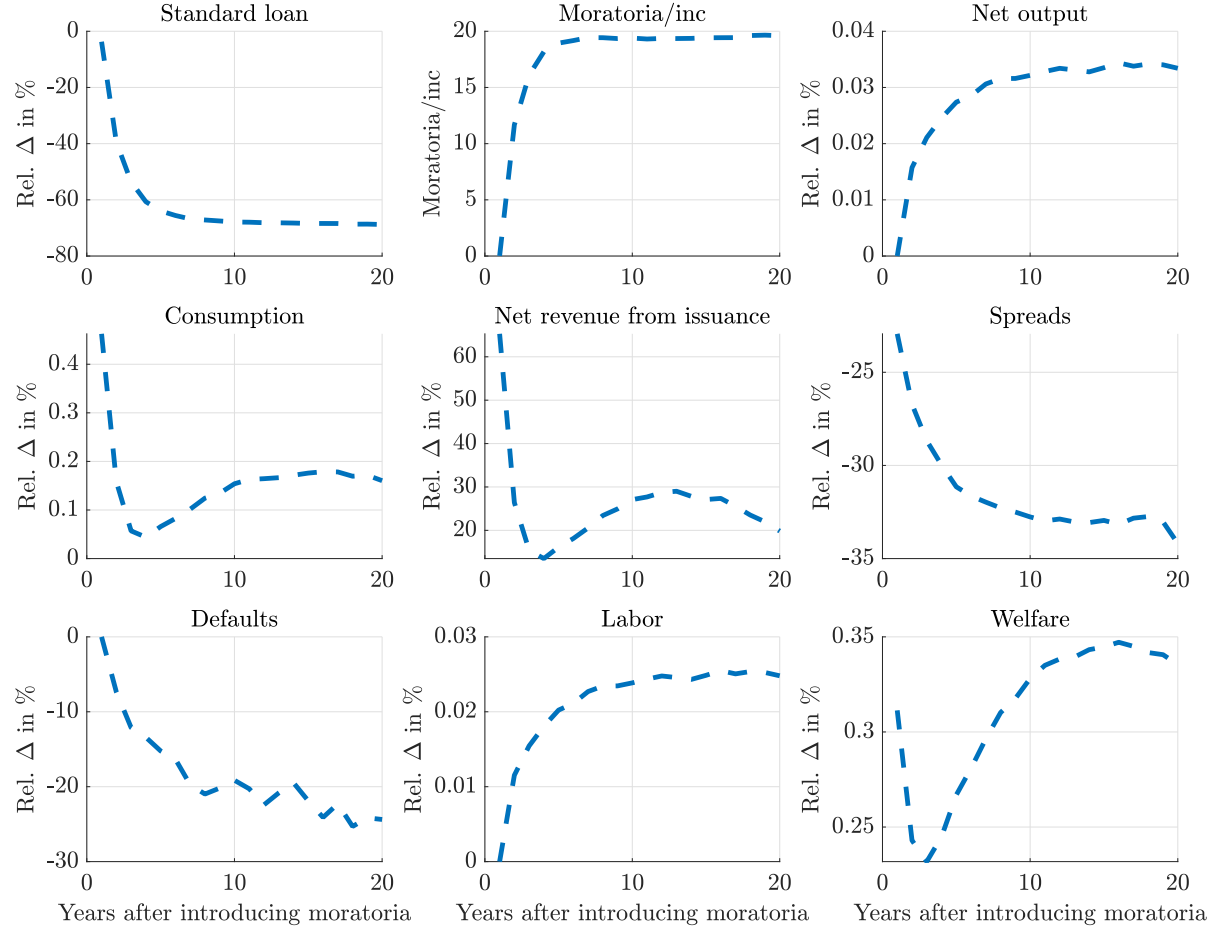 Standard loan
Rel. Δ in %
0
-20
-40
-60
-80
0 10 20
Moratoria/inc
Moratoria/inc
20
15
10
5
0
0 10 20
Net output
Rel. Δ in %
0.04
0.03
0.02
0.01
0
0 10 20
Consumption
Rel. Δ in %
0.4
0.3
0.2
0.1
0
0 10 20
Net revenue from issuance
Rel. Δ in %
60
50
40
30
20
0 10 20
Spreads
Rel. Δ in %
-25
-30
-35
0 10 20
Defaults
Rel. Δ in %
0
-10
-20
-30
0 10 20
Years after introducing moratoria
Labor
Rel. Δ in %
0.03
0.02
0.01
0
0 10 20
Years after introducing moratoria
Welfare
Rel. Δ in %
0.35
0.3
0.25
0 10 20
Years after introducing moratoria